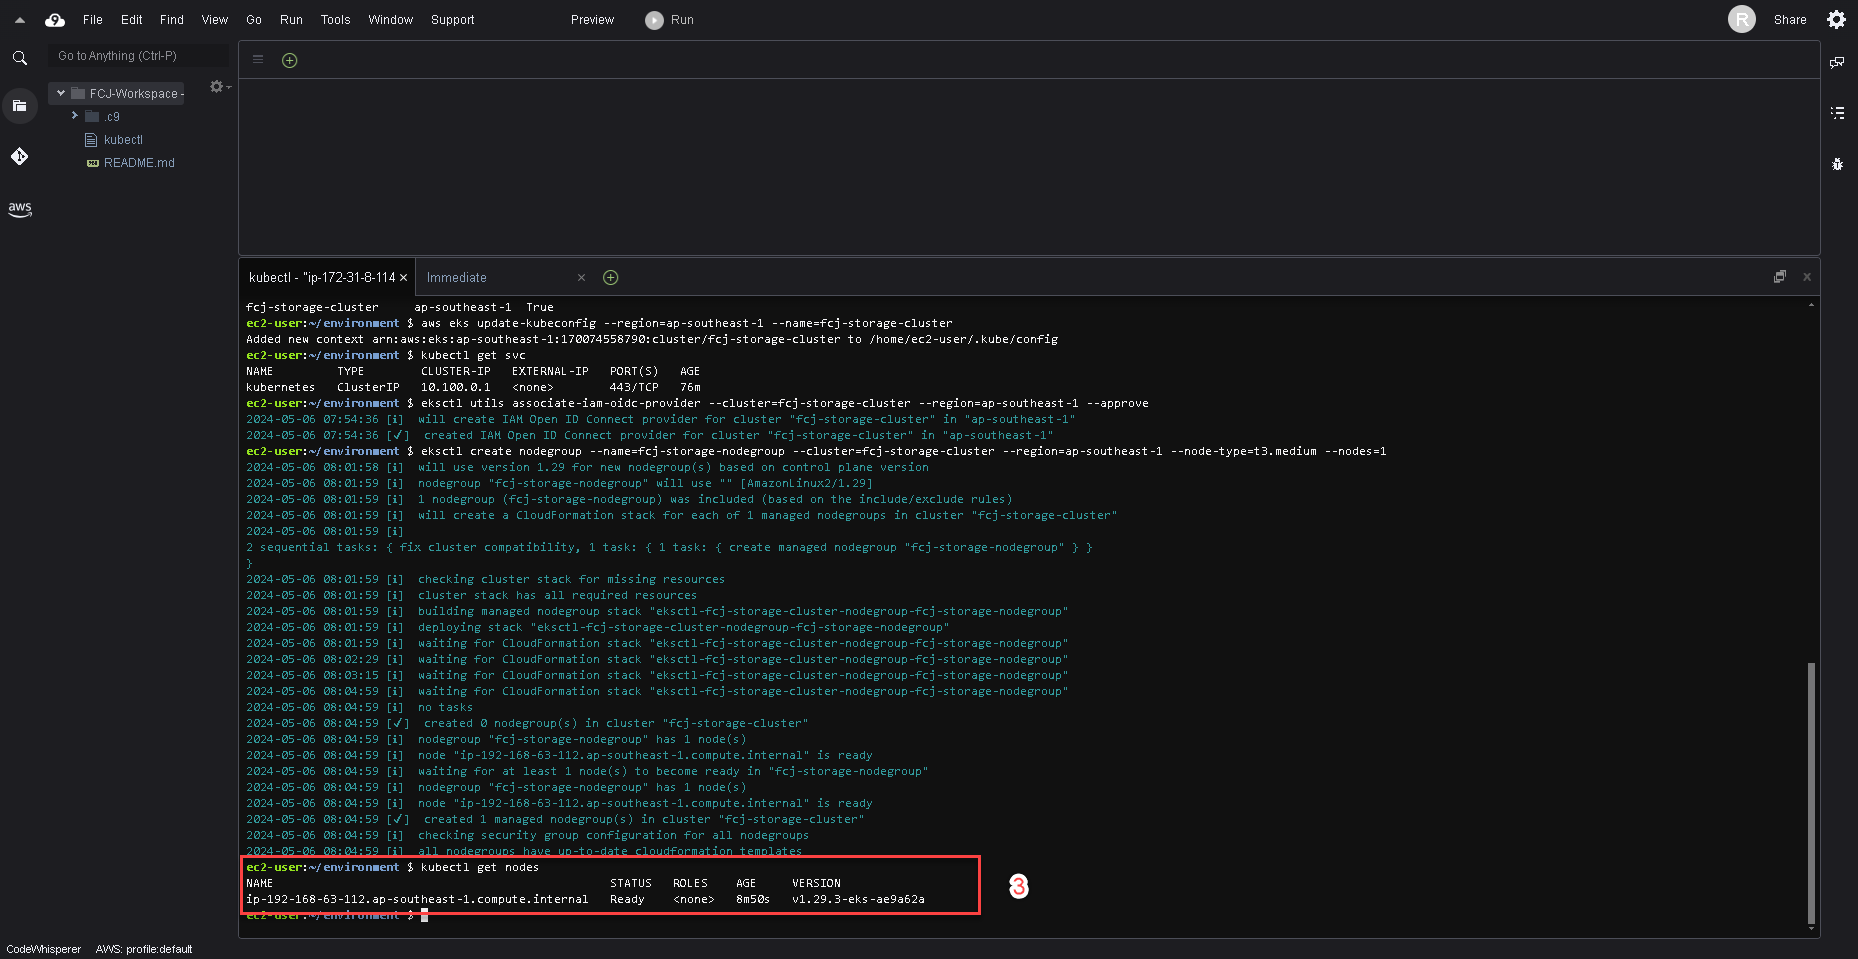 File Edit Find View Go Run Tools Window Support Preview Run R Share
Go to Anything (Ctrl-P)
FCJ-Workspace -
.c9
kubectl
README.md
aws
kubectl - "ip-172-31-8-114 × Immediate ×
fcj-storage-cluster ap-southeast-1 True
ec2-user:~/environment $ aws eks update-kubeconfig --region=ap-southeast-1 --name=fcj-storage-cluster
Added new context arn:aws:eks:ap-southeast-1:170074558790:cluster/fcj-storage-cluster to /home/ec2-user/.kube/config
ec2-user:~/environment $ kubectl get svc
NAME TYPE CLUSTER-IP EXTERNAL-IP PORT(S) AGE
kubernetes ClusterIP 10.100.0.1 <none> 443/TCP 76m
ec2-user:~/environment $ eksctl utils associate-iam-oidc-provider --cluster=fcj-storage-cluster --region=ap-southeast-1 --approve
2024-05-06 07:54:36 [ℹ] will create IAM Open ID Connect provider for cluster "fcj-storage-cluster" in "ap-southeast-1"
2024-05-06 07:54:36 [✔] created IAM Open ID Connect provider for cluster "fcj-storage-cluster" in "ap-southeast-1"
ec2-user:~/environment $ eksctl create nodegroup --name=fcj-storage-nodegroup --cluster=fcj-storage-cluster --region=ap-southeast-1 --node-type=t3.medium --nodes=1
2024-05-06 08:01:58 [ℹ] will use version 1.29 for new nodegroup(s) based on control plane version
2024-05-06 08:01:59 [ℹ] nodegroup "fcj-storage-nodegroup" will use "" [AmazonLinux2/1.29]
2024-05-06 08:01:59 [ℹ] 1 nodegroup (fcj-storage-nodegroup) was included (based on the include/exclude rules)
2024-05-06 08:01:59 [ℹ] will create a CloudFormation stack for each of 1 managed nodegroups in cluster "fcj-storage-cluster"
2024-05-06 08:01:59 [ℹ]
2 sequential tasks: { fix cluster compatibility, 1 task: { 1 task: { create managed nodegroup "fcj-storage-nodegroup" } }
}
2024-05-06 08:01:59 [ℹ] checking cluster stack for missing resources
2024-05-06 08:01:59 [ℹ] cluster stack has all required resources
2024-05-06 08:01:59 [ℹ] building managed nodegroup stack "eksctl-fcj-storage-cluster-nodegroup-fcj-storage-nodegroup"
2024-05-06 08:01:59 [ℹ] deploying stack "eksctl-fcj-storage-cluster-nodegroup-fcj-storage-nodegroup"
2024-05-06 08:01:59 [ℹ] waiting for CloudFormation stack "eksctl-fcj-storage-cluster-nodegroup-fcj-storage-nodegroup"
2024-05-06 08:02:29 [ℹ] waiting for CloudFormation stack "eksctl-fcj-storage-cluster-nodegroup-fcj-storage-nodegroup"
2024-05-06 08:03:15 [ℹ] waiting for CloudFormation stack "eksctl-fcj-storage-cluster-nodegroup-fcj-storage-nodegroup"
2024-05-06 08:04:59 [ℹ] waiting for CloudFormation stack "eksctl-fcj-storage-cluster-nodegroup-fcj-storage-nodegroup"
2024-05-06 08:04:59 [ℹ] no tasks
2024-05-06 08:04:59 [✔] created 0 nodegroup(s) in cluster "fcj-storage-cluster"
2024-05-06 08:04:59 [ℹ] nodegroup "fcj-storage-nodegroup" has 1 node(s)
2024-05-06 08:04:59 [ℹ] node "ip-192-168-63-112.ap-southeast-1.compute.internal" is ready
2024-05-06 08:04:59 [ℹ] waiting for at least 1 node(s) to become ready in "fcj-storage-nodegroup"
2024-05-06 08:04:59 [ℹ] nodegroup "fcj-storage-nodegroup" has 1 node(s)
2024-05-06 08:04:59 [ℹ] node "ip-192-168-63-112.ap-southeast-1.compute.internal" is ready
2024-05-06 08:04:59 [✔] created 1 managed nodegroup(s) in cluster "fcj-storage-cluster"
2024-05-06 08:04:59 [ℹ] checking security group configuration for all nodegroups
2024-05-06 08:04:59 [ℹ] all nodegroups have up-to-date cloudformation templates
ec2-user:~/environment $ kubectl get nodes
NAME STATUS ROLES AGE VERSION
ip-192-168-63-112.ap-southeast-1.compute.internal Ready <none> 8m50s v1.29.3-eks-ae9a62a
ec2-user:~/environment $
3
CodeWhisperer AWS: profile:default